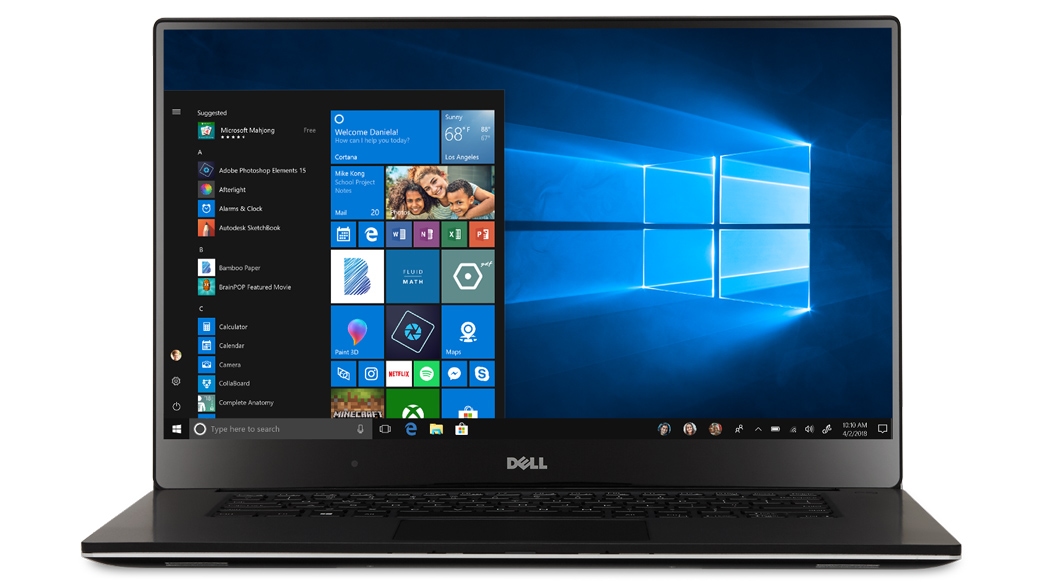 Suggested
Microsoft Mahjong
Free
A
Adobe Photoshop Elements 15
Afterlight
Alarms & Clock
Autodesk SketchBook
B
Bamboo Paper
BrainPOP Featured Movie
C
Calculator
Calendar
Camera
CollaBoard
Complete Anatomy
Welcome Daniela!
How can I help you today?
Cortana
Sunny
68°F
88°
67°
Los Angeles
Mike Kong
School Project
Notes
Mail 20
Photos
W
N
X
P
FLUID
MATH
pdf
Paint 3D
Maps
NETFLIX
MINECRAFT
Type here to search
10:10 AM
4/2/2018
DELL